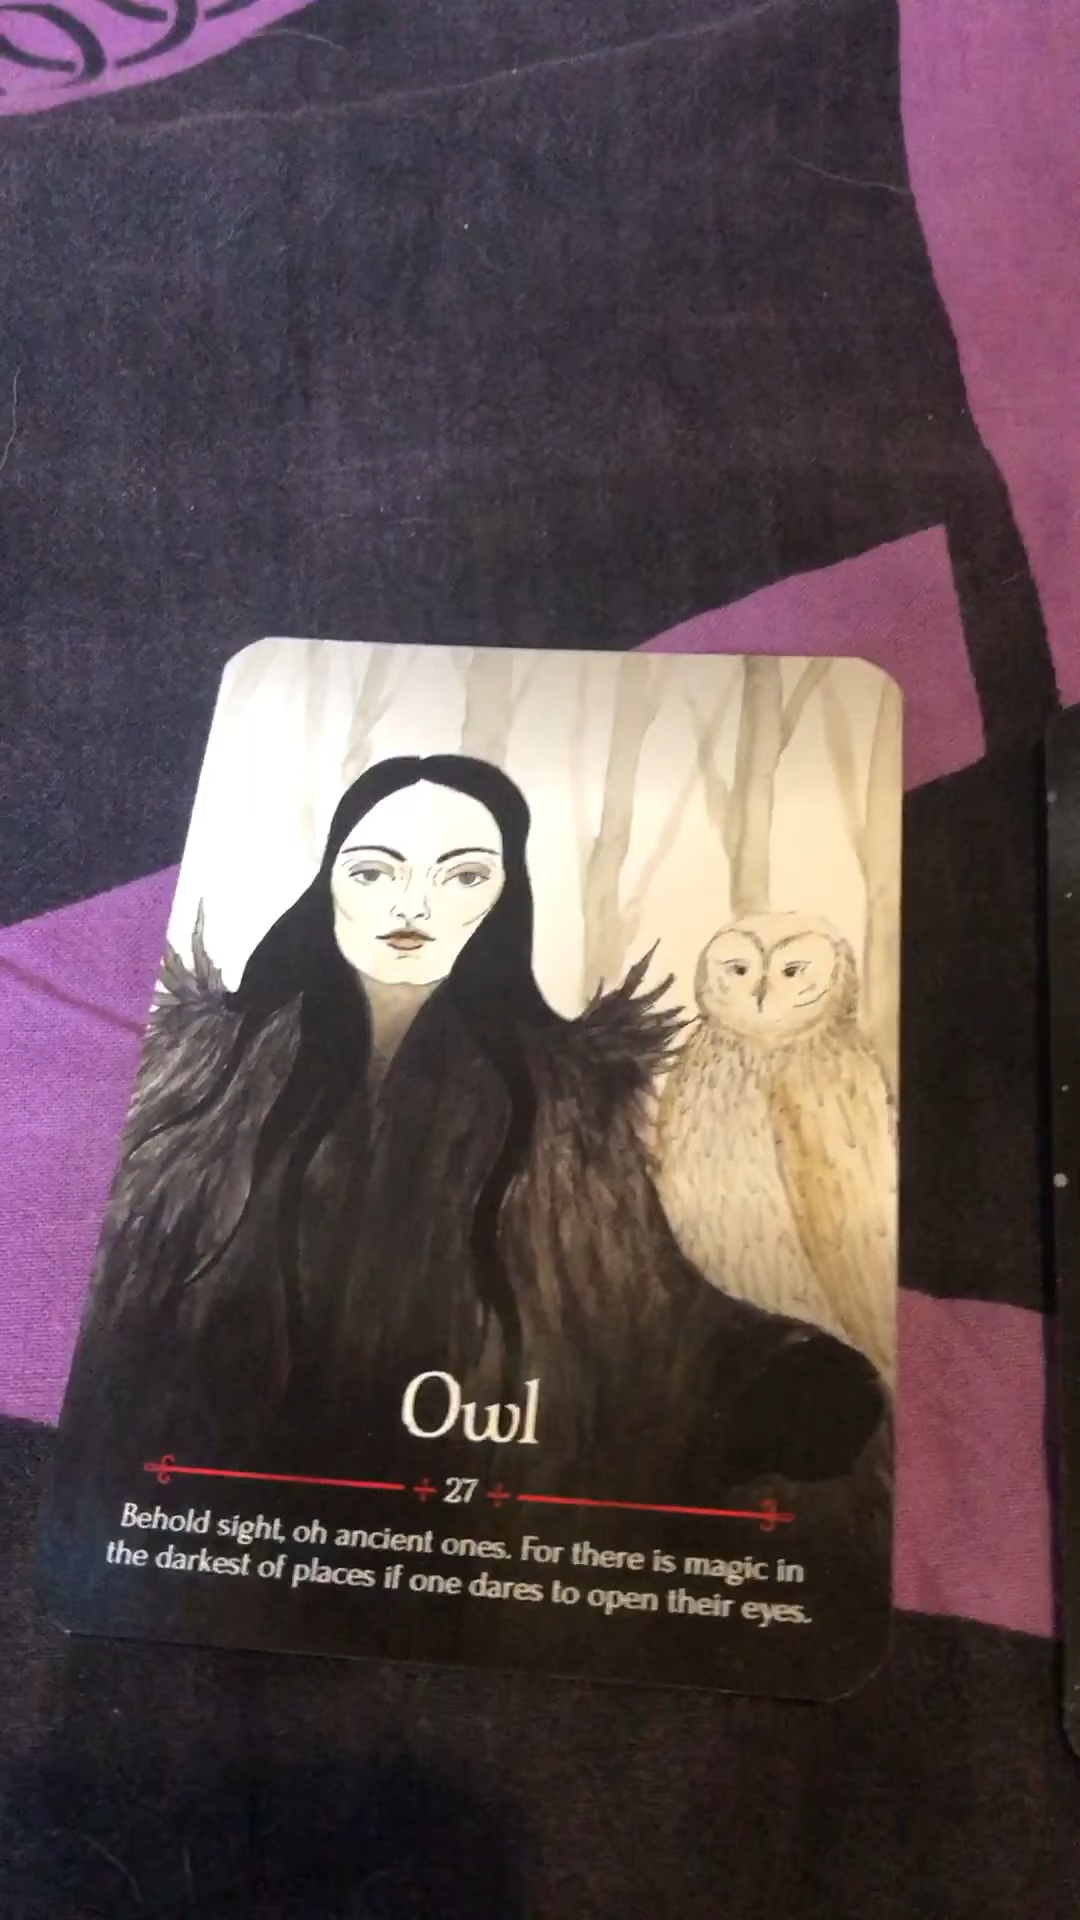 Owl
27
Behold sight, oh ancient ones. For there is magic in
the darkest of places if one dares to open their eyes.